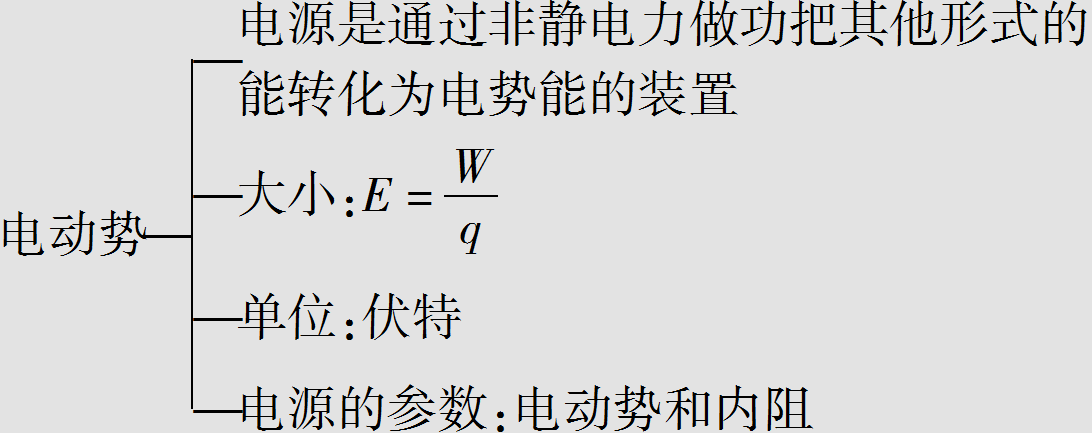 电源是通过非静电力做功把其他形式的
能转化为电势能的装置
大小:E = W/q
电动势
单位:伏特
电源的参数:电动势和内阻